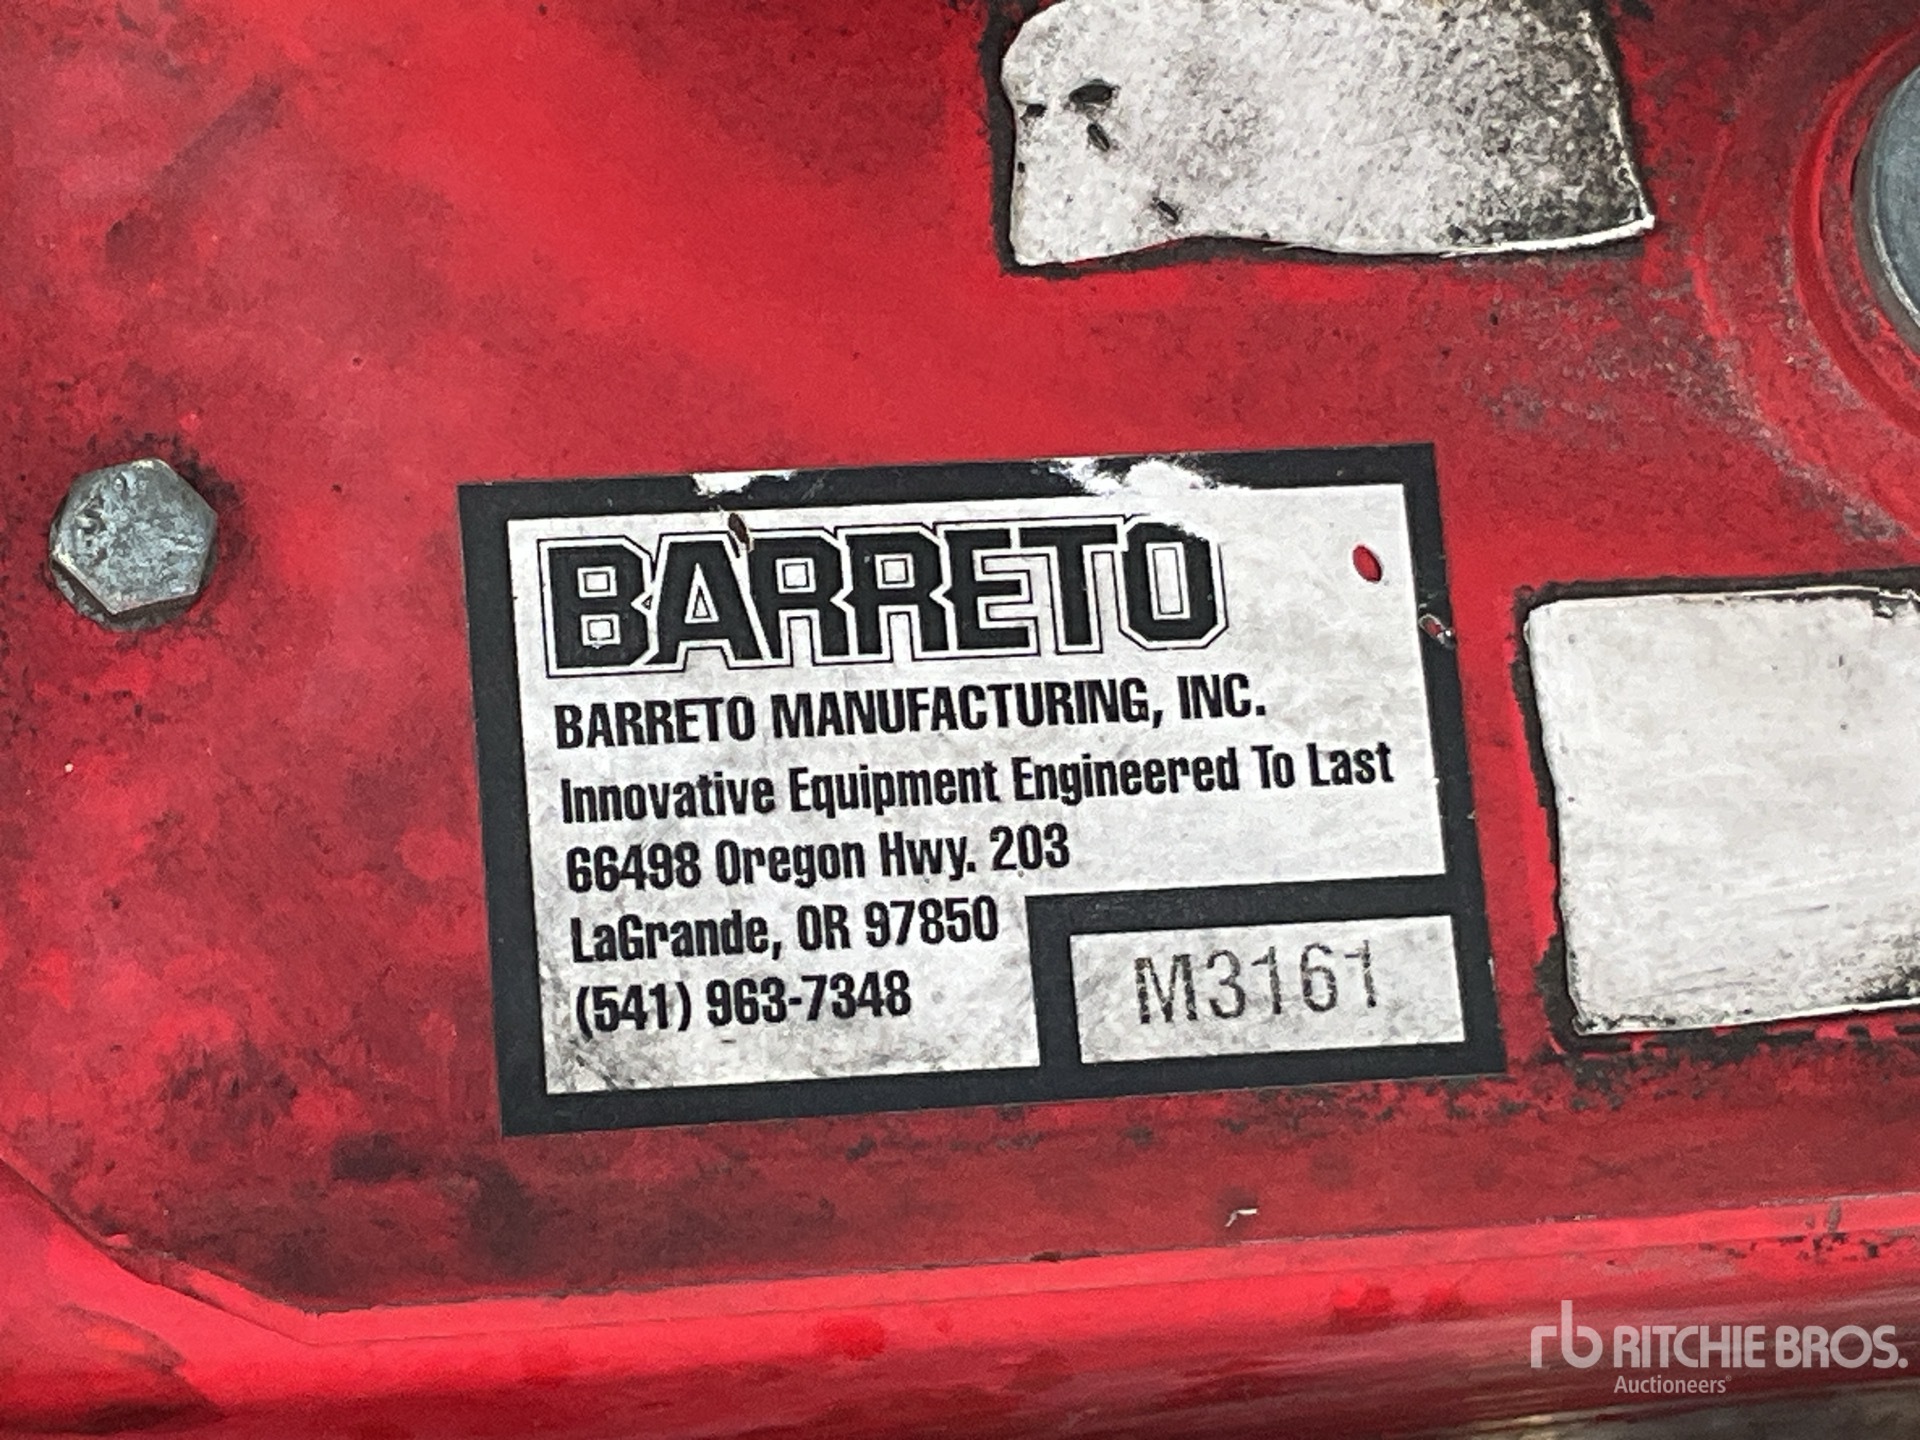 BARRETO
BARRETO MANUFACTURING, INC.
Innovative Equipment Engineered To Last
66498 Oregon Hwy. 203
LaGrande, OR 97850
(541) 963-7348
M3161
rb RITCHIE BROS.
Auctioneers